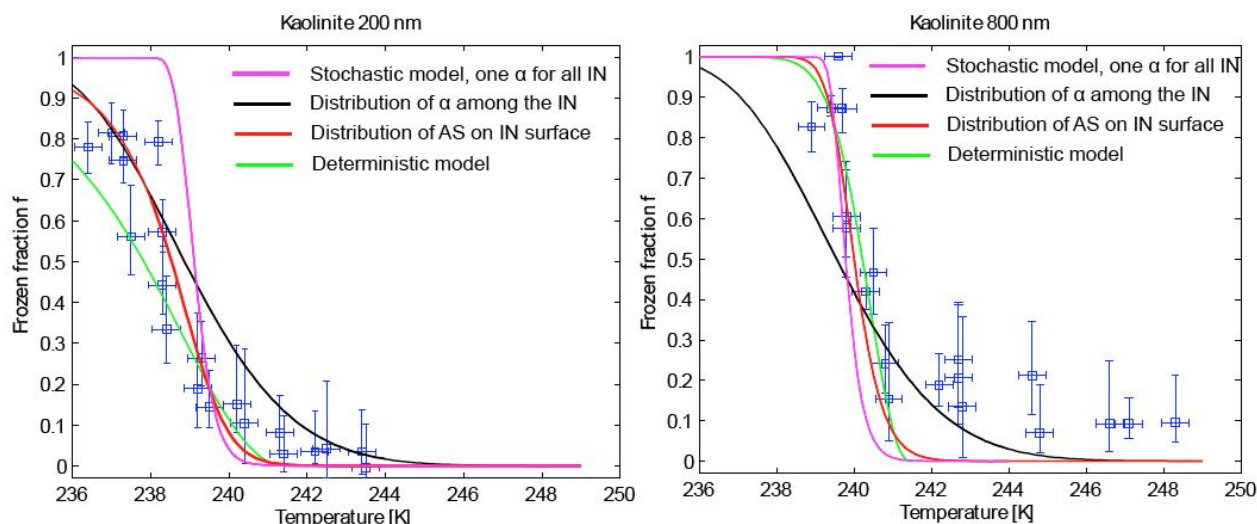 Kaolinite 200 nm
1
0.9
0.8
0.7
0.6
0.5
0.4
0.3
0.2
0.1
0
Frozen fraction f
Stochastic model, one α for all IN
Distribution of α among the IN
Distribution of AS on IN surface
Deterministic model
236 238 240 242 244 246 248 250
Temperature [K]
Kaolinite 800 nm
1
0.9
0.8
0.7
0.6
0.5
0.4
0.3
0.2
0.1
0
Frozen fraction f
Stochastic model, one α for all IN
Distribution of α among the IN
Distribution of AS on IN surface
Deterministic model
236 238 240 242 244 246 248 250
Temperature [K]